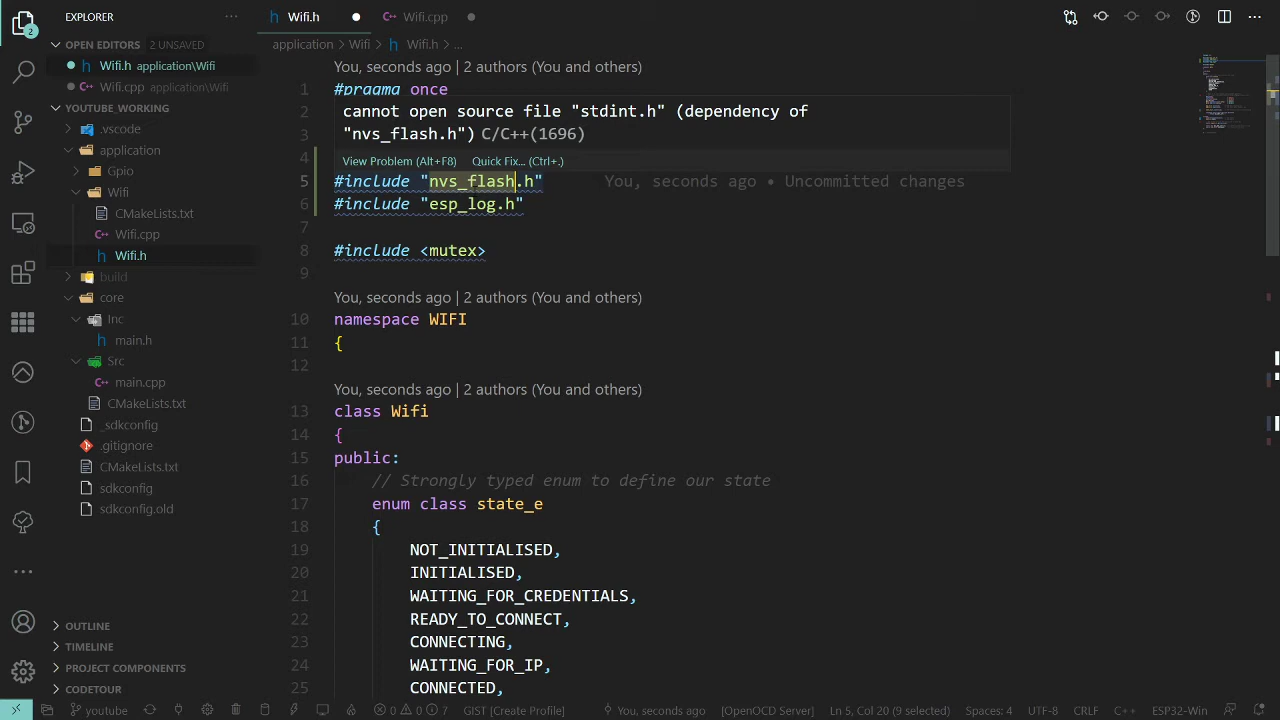 EXPLORER
Wifi.h
Wifi.cpp
OPEN EDITORS 2 UNSAVED
Wifi.h application\Wifi
Wifi.cpp application\Wifi
YOUTUBE_WORKING
.vscode
application
Gpio
Wifi
CMakeLists.txt
Wifi.cpp
Wifi.h
build
core
Inc
main.h
Src
main.cpp
CMakeLists.txt
_sdkconfig
.gitignore
CMakeLists.txt
sdkconfig
sdkconfig.old
OUTLINE
TIMELINE
PROJECT COMPONENTS
CODETOUR
2
application > Wifi > h Wifi.h > ...
You, seconds ago | 2 authors (You and others)
1 #pragma once
2
3
4
cannot open source file "stdint.h" (dependency of
"nvs_flash.h") C/C++(1696)
View Problem (Alt+F8) Quick Fix... (Ctrl+.)
5 #include "nvs_flash.h" You, seconds ago • Uncommitted changes
6 #include "esp_log.h"
7
8 #include <mutex>
9
You, seconds ago | 2 authors (You and others)
10 namespace WIFI
11 {
12
You, seconds ago | 2 authors (You and others)
13 class Wifi
14 {
15 public:
16 // Strongly typed enum to define our state
17 enum class state_e
18 {
19 NOT_INITIALISED,
20 INITIALISED,
21 WAITING_FOR_CREDENTIALS,
22 READY_TO_CONNECT,
23 CONNECTING,
24 WAITING_FOR_IP,
25 CONNECTED,
youtube 0 0 7 GIST [Create Profile] You, seconds ago [OpenOCD Server] Ln 5, Col 20 (9 selected) Spaces: 4 UTF-8 CRLF C++ ESP32-Win